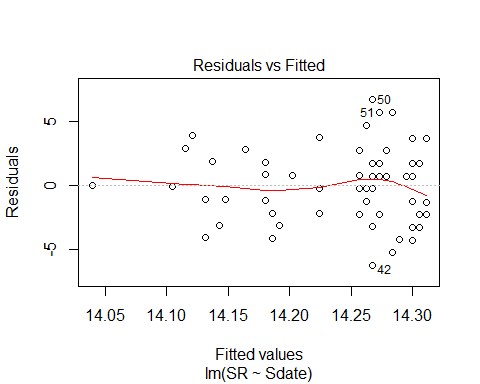 Residuals vs Fitted
Residuals
5
0
-5
50
51
42
14.05 14.10 14.15 14.20 14.25 14.30
Fitted values
lm(SR ~ Sdate)